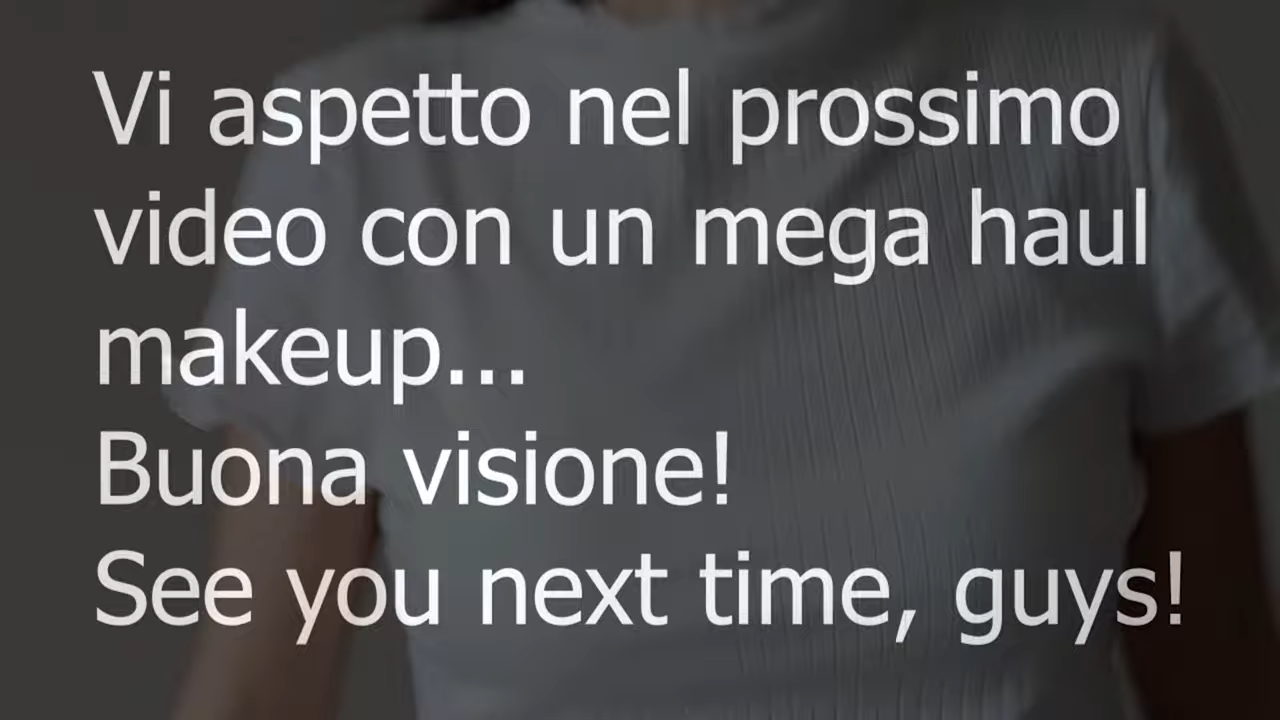 Vi aspetto nel prossimo
video con un mega haul
makeup...
Buona visione!
See you next time, guys!